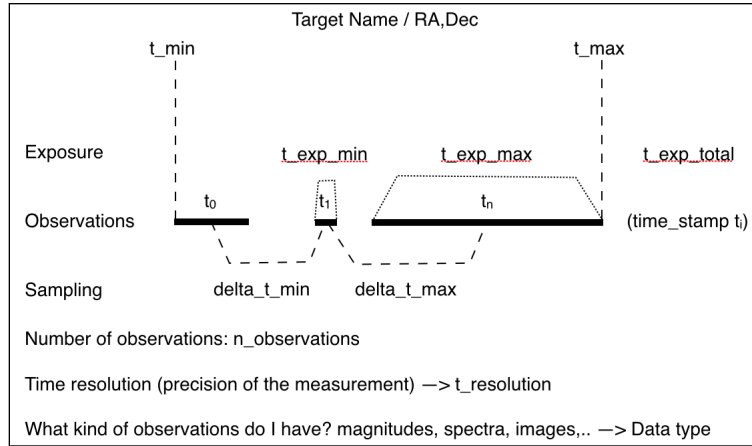 Target Name / RA,Dec
t_min t_max
Exposure t_exp_min t_exp_max t_exp_total
t₀ t₁ tₙ
Observations (time_stamp tᵢ)
Sampling delta_t_min delta_t_max
Number of observations: n_observations
Time resolution (precision of the measurement) —> t_resolution
What kind of observations do I have? magnitudes, spectra, images,.. —> Data type